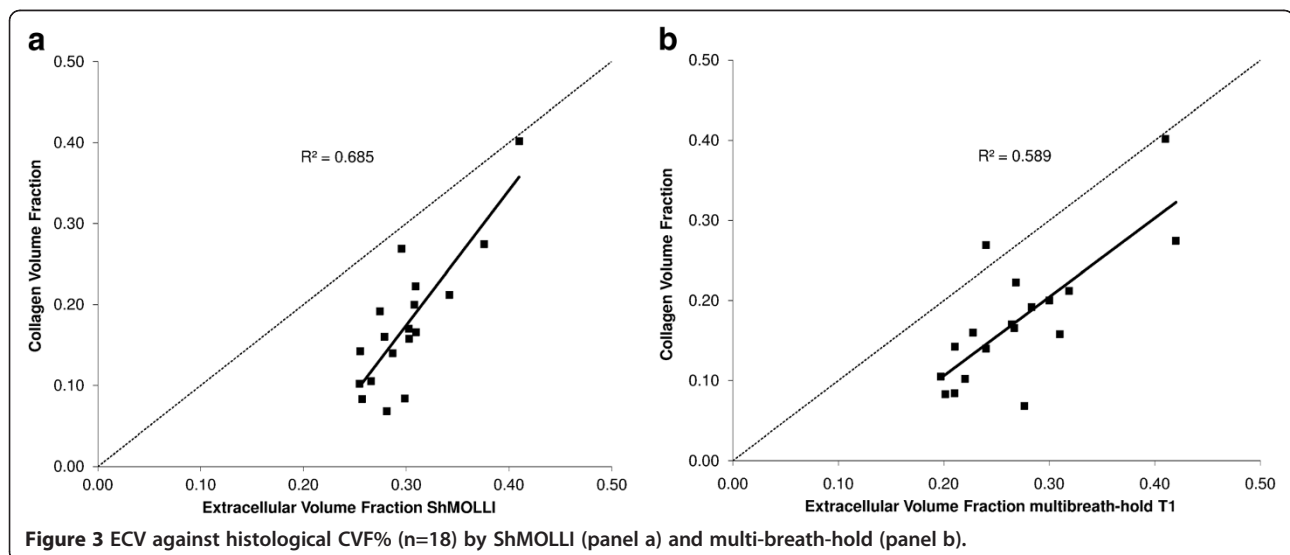 a
b
0.50
0.40
0.30
0.20
0.10
0.00
Collagen Volume Fraction
R² = 0.685
0.00 0.10 0.20 0.30 0.40 0.50
Extracellular Volume Fraction ShMOLLI
0.50
0.40
0.30
0.20
0.10
0.00
Collagen Volume Fraction
R² = 0.589
0.00 0.10 0.20 0.30 0.40 0.50
Extracellular Volume Fraction multibreath-hold T1
Figure 3 ECV against histological CVF% (n=18) by ShMOLLI (panel a) and multi-breath-hold (panel b).